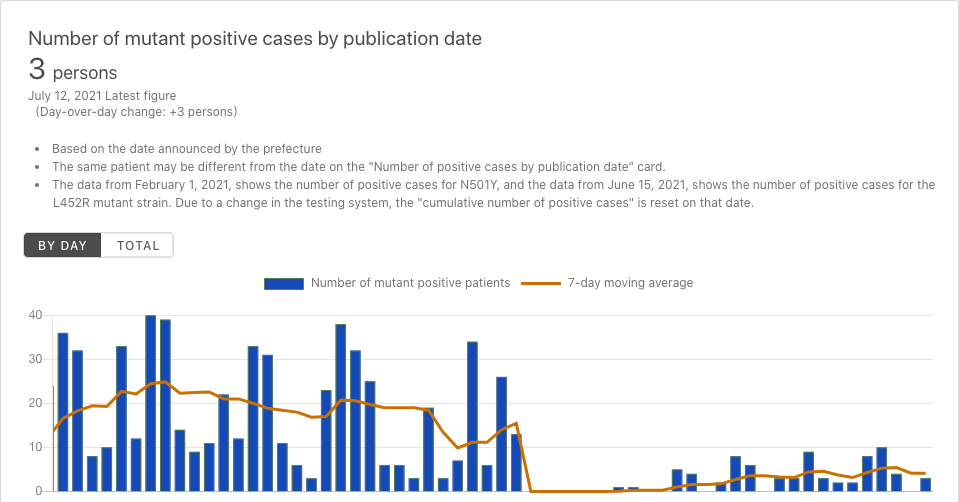 Number of mutant positive cases by publication date
3 persons
July 12, 2021 Latest figure
(Day-over-day change: +3 persons)
• Based on the date announced by the prefecture
• The same patient may be different from the date on the "Number of positive cases by publication date" card.
• The data from February 1, 2021, shows the number of positive cases for N501Y, and the data from June 15, 2021, shows the number of positive cases for the
L452R mutant strain. Due to a change in the testing system, the "cumulative number of positive cases" is reset on that date.
BY DAY TOTAL
Number of mutant positive patients 7-day moving average
40
30
20
10
0